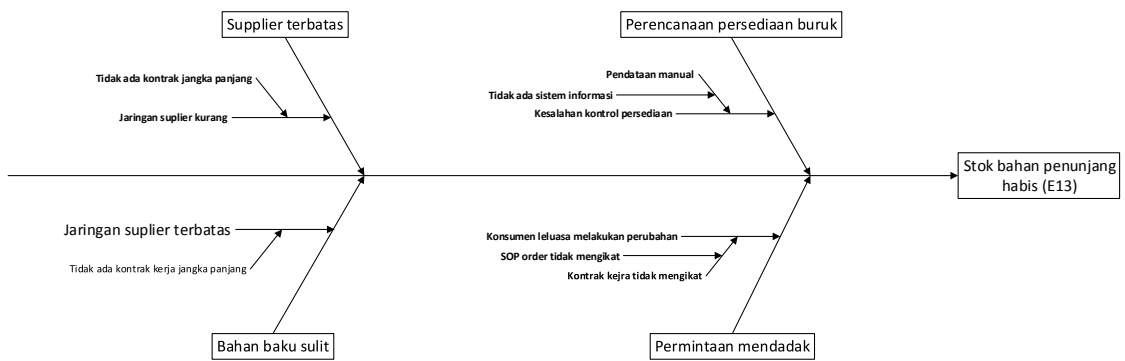 Supplier terbatas
Perencanaan persediaan buruk
Tidak ada kontrak jangka panjang
Pendataan manual
Tidak ada sistem informasi
Jaringan suplier kurang
Kesalahan kontrol persediaan
Stok bahan penunjang
habis (E13)
Jaringan suplier terbatas
Konsumen leluasa melakukan perubahan
SOP order tidak mengikat
Tidak ada kontrak kerja jangka panjang
Kontrak kejra tidak mengikat
Bahan baku sulit
Permintaan mendadak